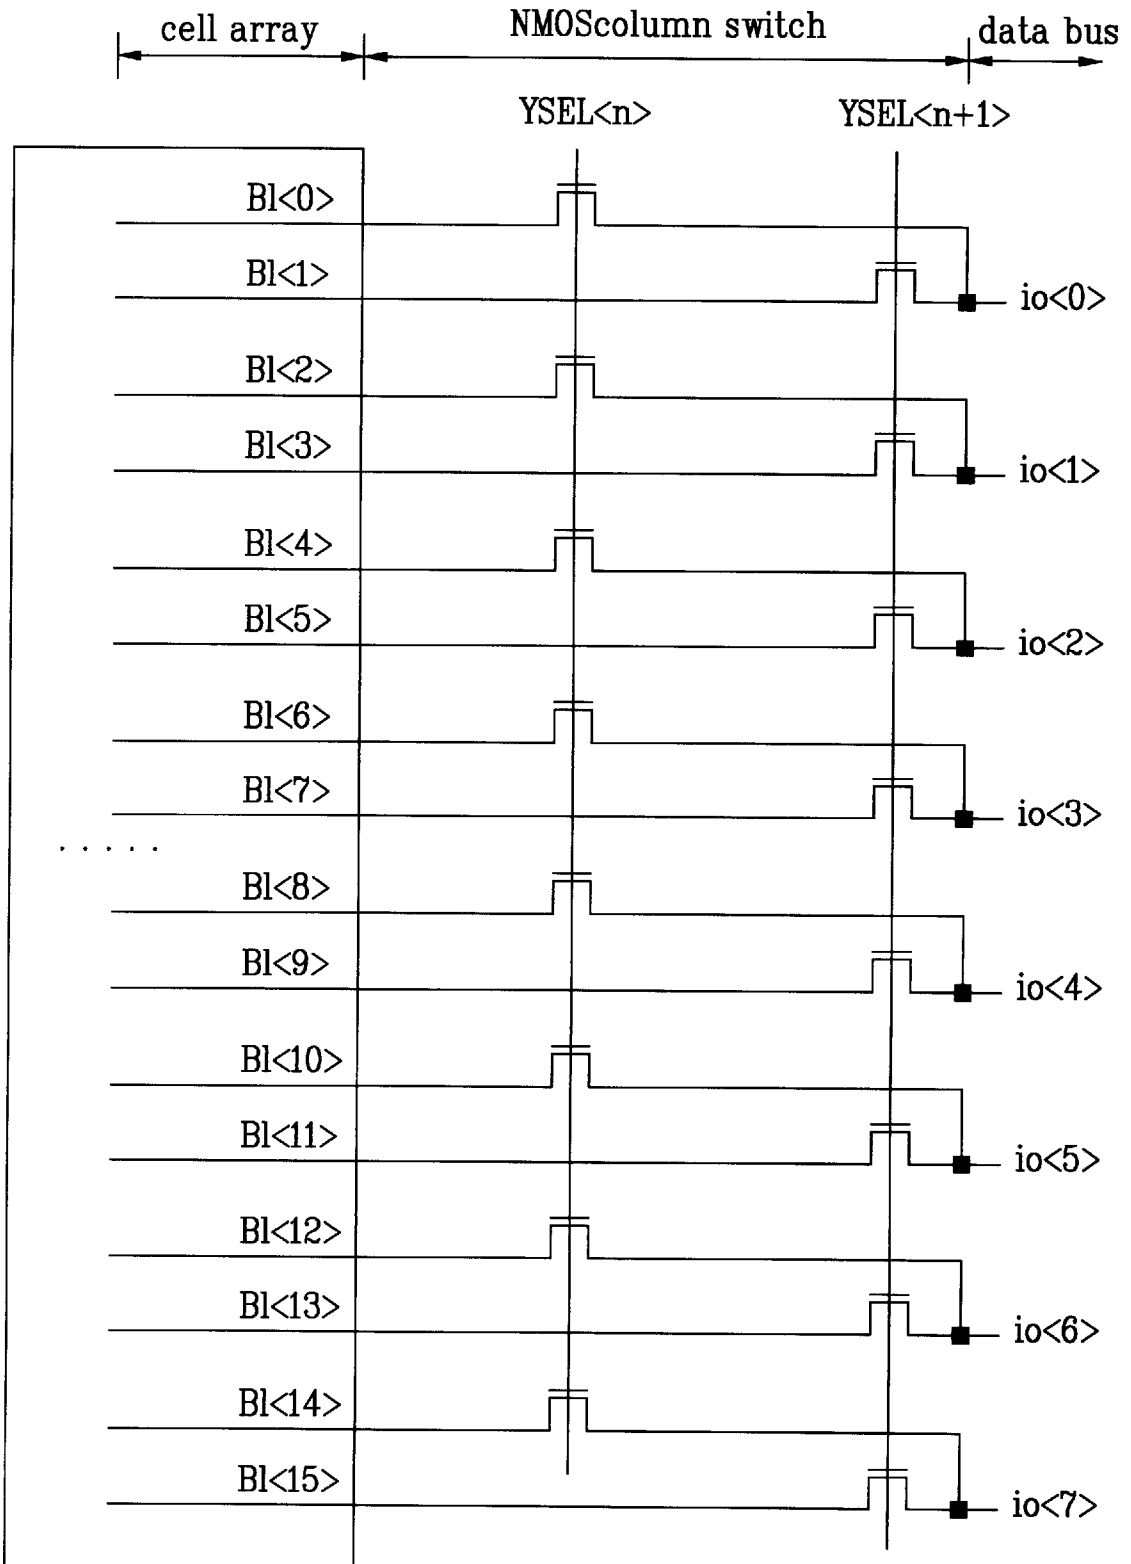 cell array
NMOScolumn switch
data bus
YSEL<n>
YSEL<n+1>
Bl<0>
Bl<1>
io<0>
Bl<2>
Bl<3>
io<1>
Bl<4>
Bl<5>
io<2>
Bl<6>
Bl<7>
io<3>
. . . . .
Bl<8>
Bl<9>
io<4>
Bl<10>
Bl<11>
io<5>
Bl<12>
Bl<13>
io<6>
Bl<14>
Bl<15>
io<7>